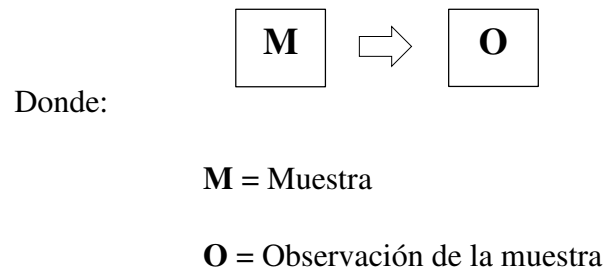 M O
Donde:
M = Muestra
O = Observación de la muestra